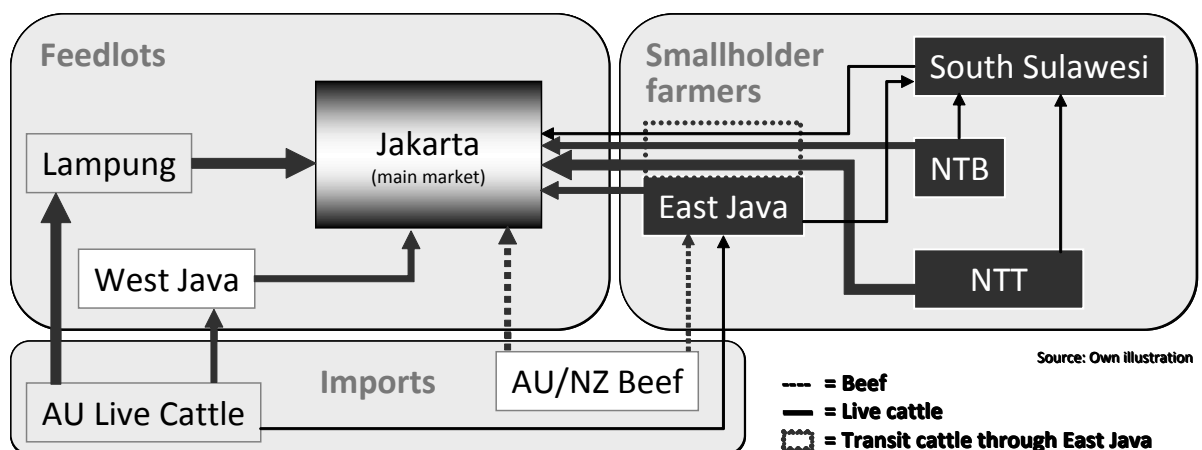 Feedlots
Smallholder
farmers
South Sulawesi
Jakarta
(main market)
Lampung
NTB
East Java
West Java
NTT
Imports
AU/NZ Beef
AU Live Cattle
Source: Own illustration
---- = Beef
= Live cattle
= Transit cattle through East Java